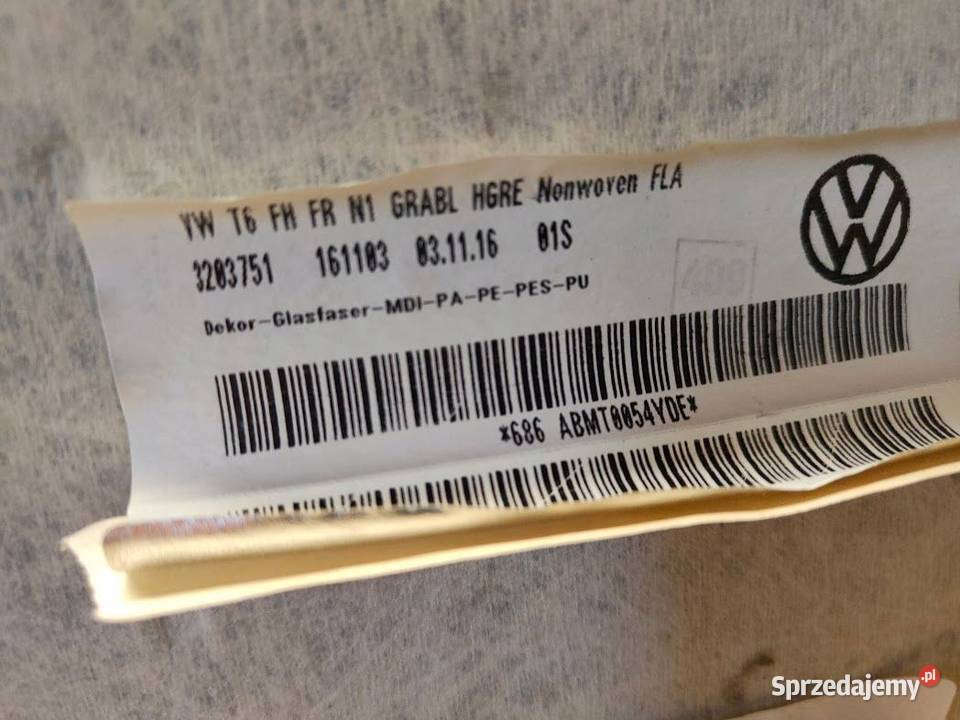 VW T6 FH FR N1 GRABL HGRE Nonwoven FLA
3203751 161103 03.11.16 01S
Dekor-Glasfaser-MDI-PA-PE-PES-PU
*686 ABMT0054YDE*
Sprzedajemy.pl